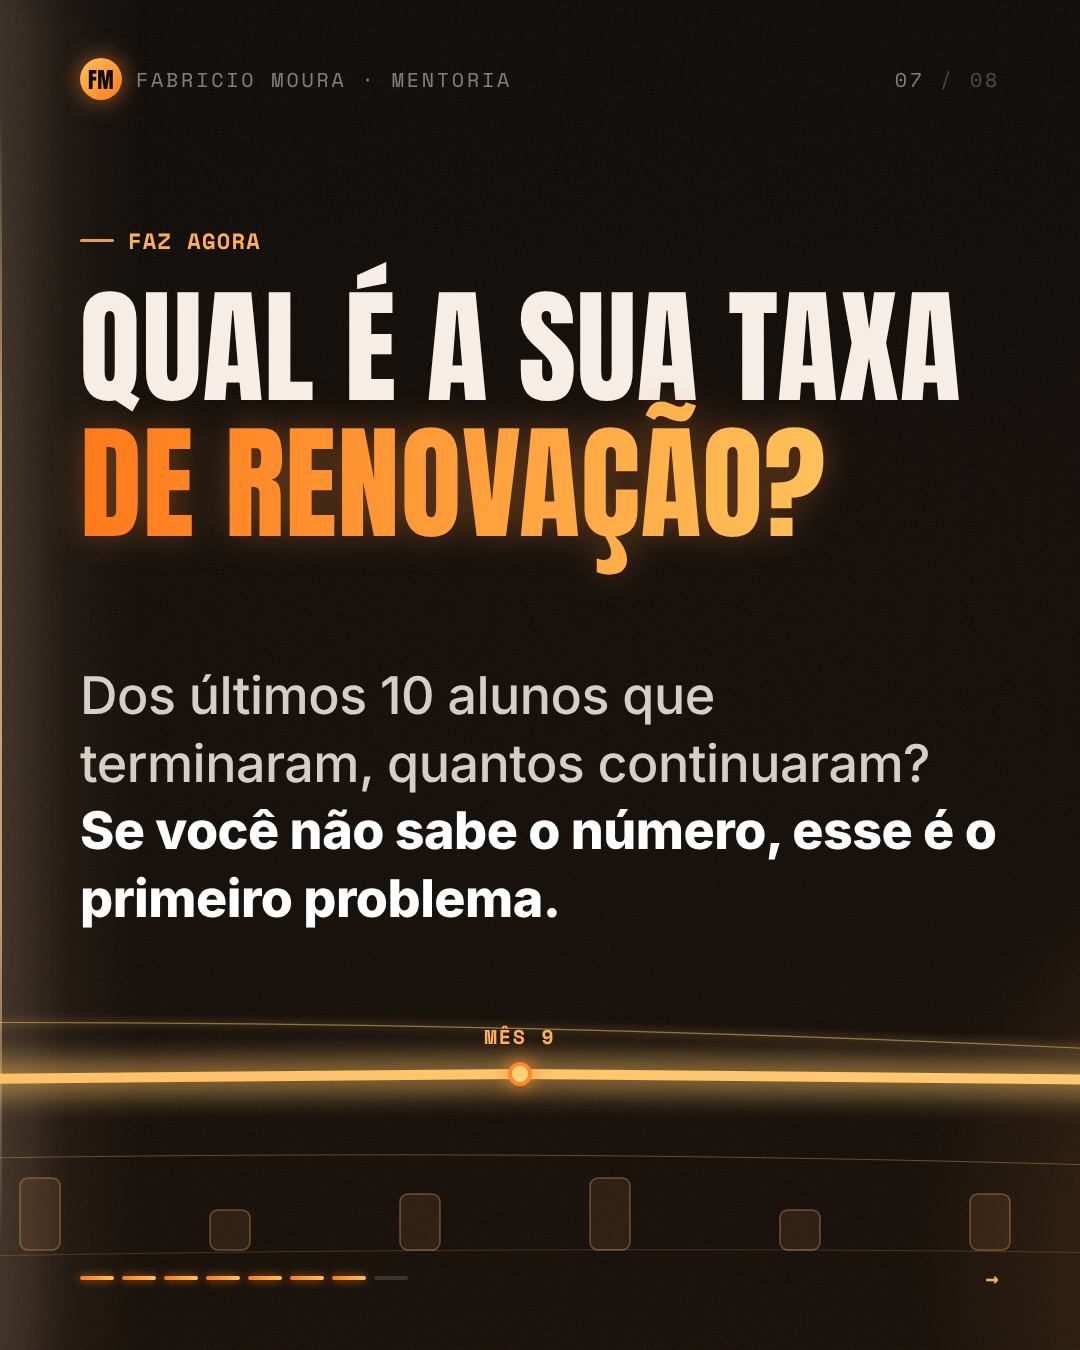 FM FABRICIO MOURA · MENTORIA 07 / 08
FAZ AGORA
QUAL É A SUA TAXA
DE RENOVAÇÃO?
Dos últimos 10 alunos que
terminaram, quantos continuaram?
Se você não sabe o número, esse é o
primeiro problema.
MÊS 9
→